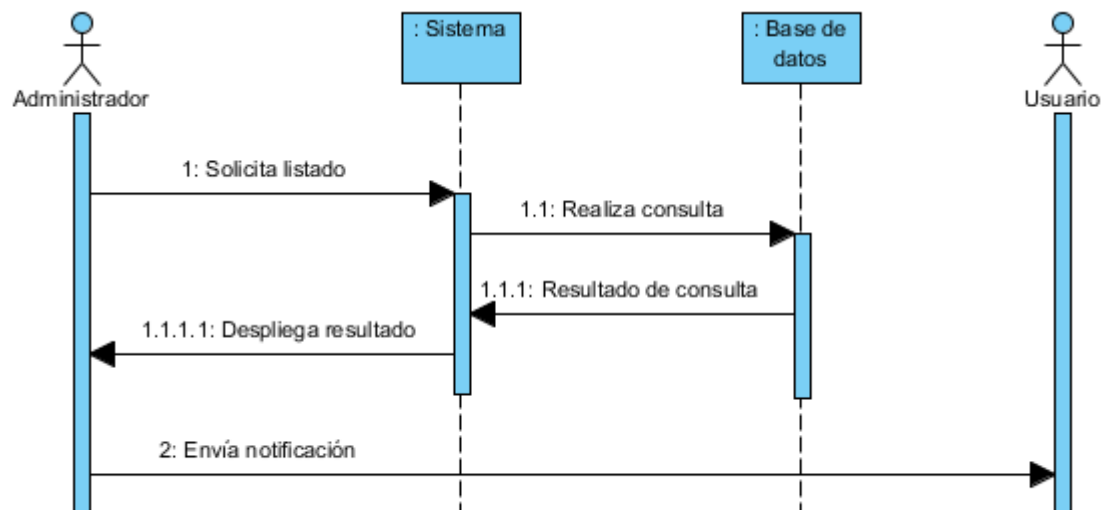 : Sistema
: Base de
datos
Administrador
Usuario
1: Solicita listado
1.1: Realiza consulta
1.1.1: Resultado de consulta
1.1.1.1: Despliega resultado
2: Envía notificación